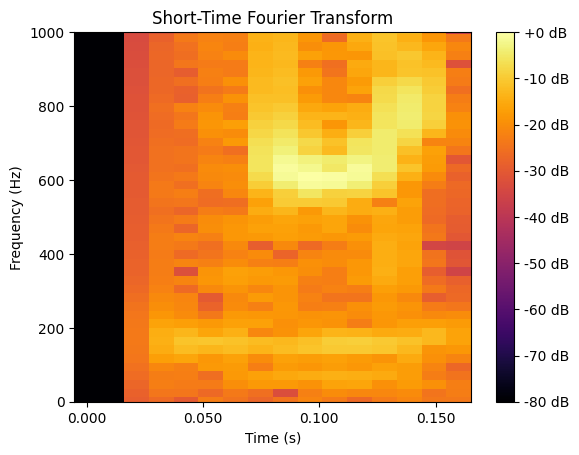 Short-Time Fourier Transform
Frequency (Hz)
1000
800
600
400
200
0
0.000
0.050
0.100
0.150
Time (s)
+0 dB
-10 dB
-20 dB
-30 dB
-40 dB
-50 dB
-60 dB
-70 dB
-80 dB